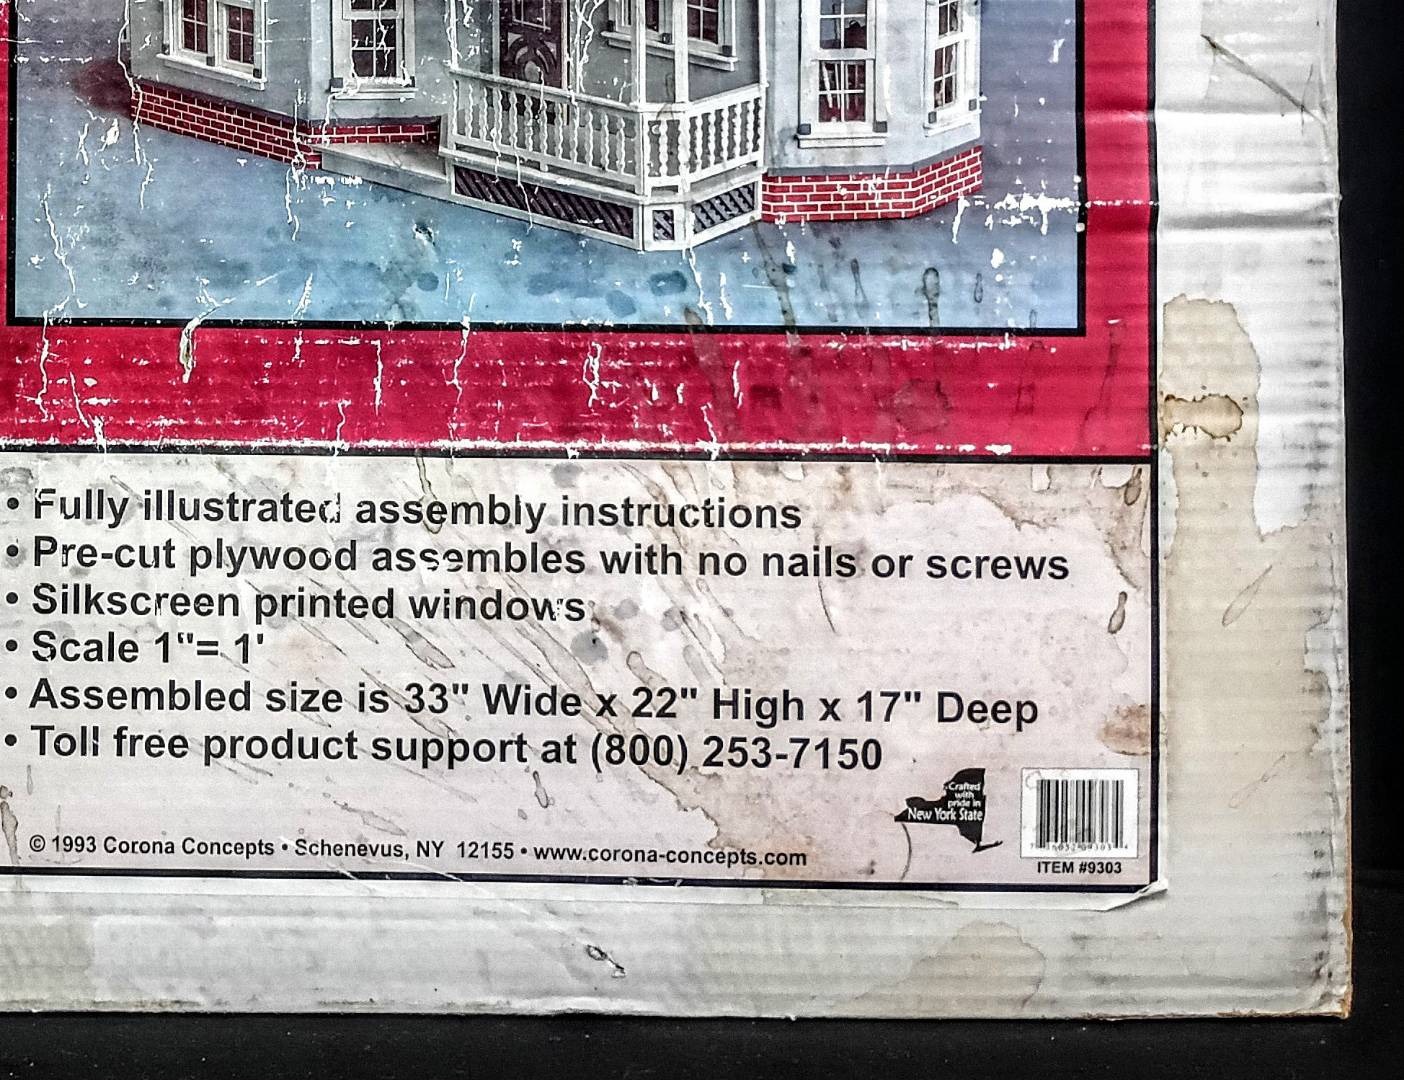 • Fully illustrated assembly instructions
• Pre-cut plywood assembles with no nails or screws
• Silkscreen printed windows
• Scale 1"= 1'
• Assembled size is 33" Wide x 22" High x 17" Deep
• Toll free product support at (800) 253-7150
Crafted
with
pride in
New York State
© 1993 Corona Concepts • Schenevus, NY 12155 • www.corona-concepts.com
ITEM #9303